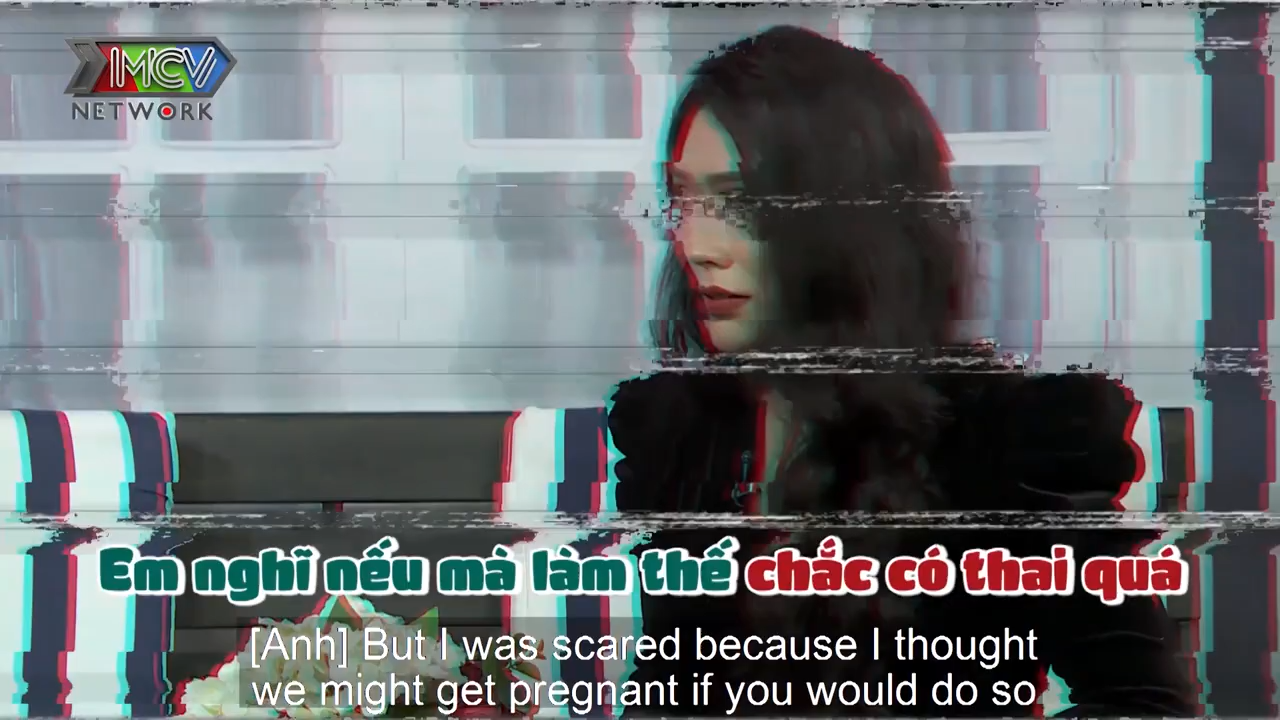 MCV
NETWORK
Em nghĩ nếu mà làm thế chắc có thai quá
[Anh] But I was scared because I thought
we might get pregnant if you would do so